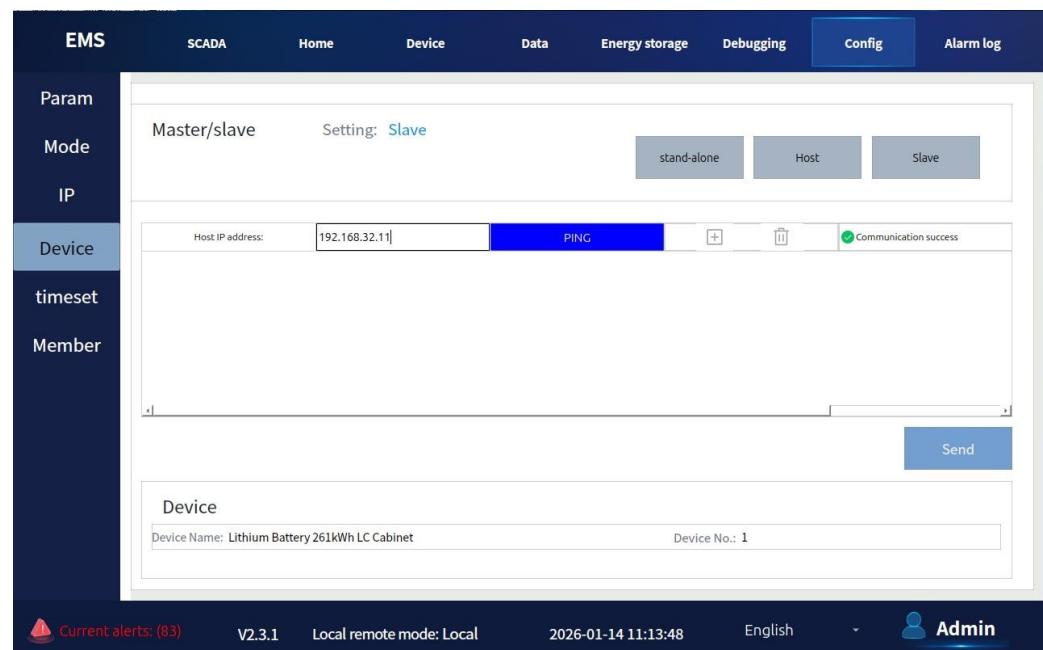 EMS SCADA Home Device Data Energy storage Debugging Config Alarm log
Param
Mode
IP
Device
timeset
Member
Master/slave Setting: Slave
stand-alone Host Slave
Host IP address: 192.168.32.11 PING Communication success
Send
Device
Device Name: Lithium Battery 261kWh LC Cabinet Device No.: 1
Current alerts: (83) V2.3.1 Local remote mode: Local 2026-01-14 11:13:48 English Admin